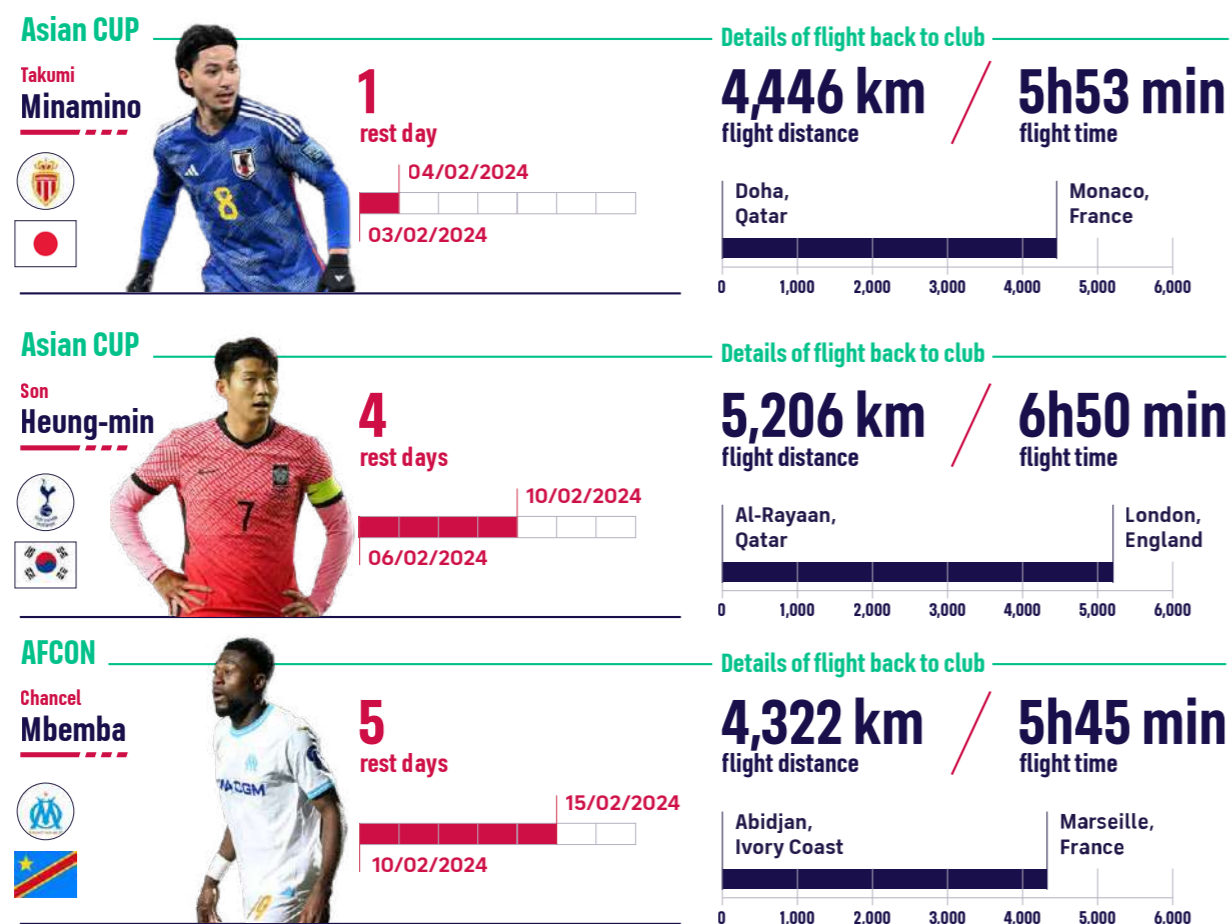 Asian CUP
Takumi
Minamino
8
1
rest day
04/02/2024
03/02/2024
Details of flight back to club
4,446 km
flight distance
5h53 min
flight time
Doha,
Qatar
Monaco,
France
0 1,000 2,000 3,000 4,000 5,000 6,000
Asian CUP
Son
Heung-min
7
4
rest days
10/02/2024
06/02/2024
Details of flight back to club
5,206 km
flight distance
6h50 min
flight time
Al-Rayaan,
Qatar
London,
England
0 1,000 2,000 3,000 4,000 5,000 6,000
AFCON
Chancel
Mbemba
CMA CGM
5
rest days
15/02/2024
10/02/2024
Details of flight back to club
4,322 km
flight distance
5h45 min
flight time
Abidjan,
Ivory Coast
Marseille,
France
0 1,000 2,000 3,000 4,000 5,000 6,000